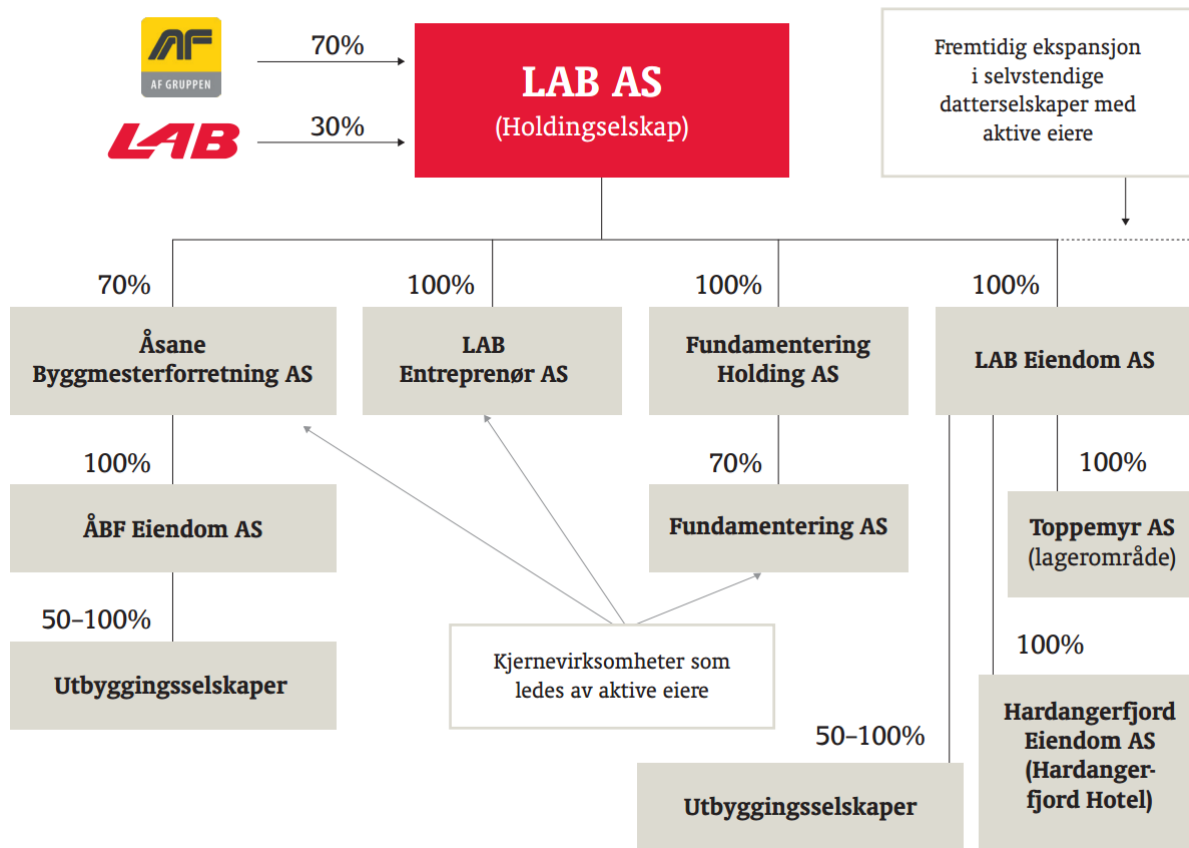 AF
AF GRUPPEN
70%
LAB
30%
LAB AS
(Holdingselskap)
Fremtidig ekspansjon
i selvstendige
datterselskaper med
aktive eiere
70%
Åsane
Byggmesterforretning AS
100%
LAB
Entreprenør AS
100%
Fundamentering
Holding AS
100%
LAB Eiendom AS
100%
ÅBF Eiendom AS
70%
Fundamentering AS
100%
Toppemyr AS
(lagerområde)
50–100%
Utbyggingsselskaper
Kjernevirksomheter som
ledes av aktive eiere
50–100%
Utbyggingsselskaper
100%
Hardangerfjord
Eiendom AS
(Hardanger-
fjord Hotel)